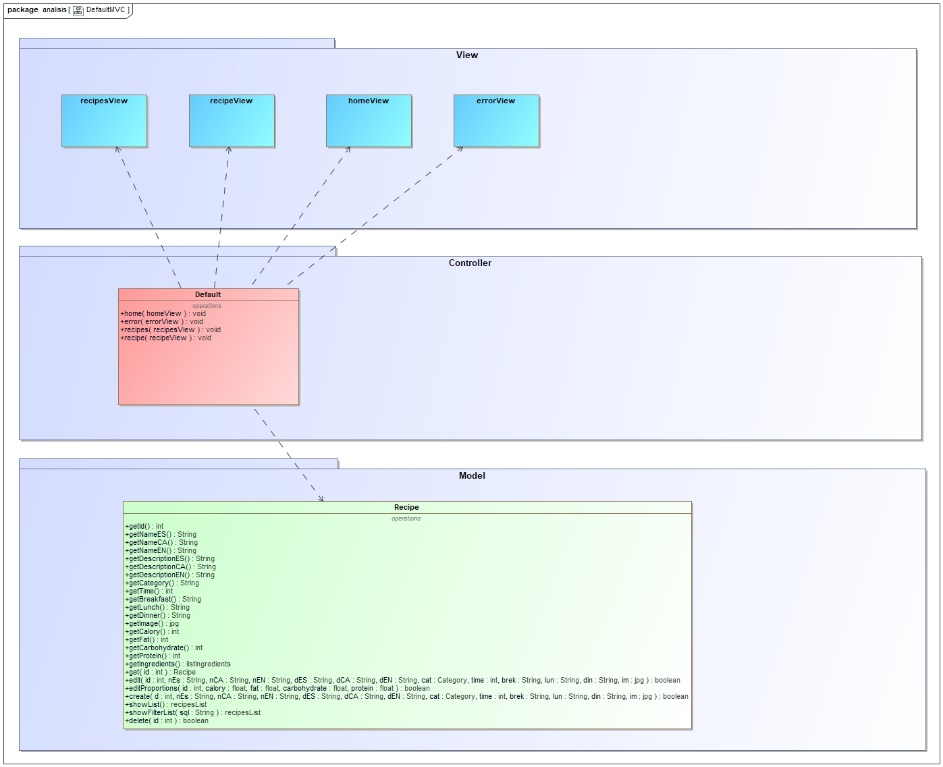 package analisis [ DefaultMVC ]
View
recipesView
recipeView
homeView
errorView
Controller
Default
operations
+home( homeView ) : void
+error( errorView ) : void
+recipes( recipesView ) : voiid
+recipe( recipeView ) : void
Model
Recipe
operations
+getId() : int
+getNameES() : String
+getNameCA() : String
+getNameEN() : String
+getDescriptionES() : String
+getDescriptionCA() : String
+getDescriptionEN() : String
+getCategory() : String
+getTime() : int
+getBreakfast() : String
+getLunch() : String
+getDinner() : String
+getImage() : jpg
+getCalory() : int
+getFat() : int
+getCarbohydrate() : int
+getProtein() : int
+getIngredients() : listIngredients
+get( id : int ) : Recipe
+edit( id : int, nEs : String, nCA : String, nEN : String, dES : String, dCA : String, dEN : String, cat : Category, time : int, brek : String, lun : String, din : String, im : jpg ) : boolean
+editProportions( id : int, calory : float, fat : float, carbohydrate : float, protein : float ) : boolean
+create( d : int, nEs : String, nCA : String, nEN : String, dES : String, dCA : String, dEN : String, cat : Category, time : int, brek : String, lun : String, din : String, im : jpg ) : boolean
+showList() : recipesList
+showFilterList( sql : String ) : recipesList
+delete( id : int ) : boolean